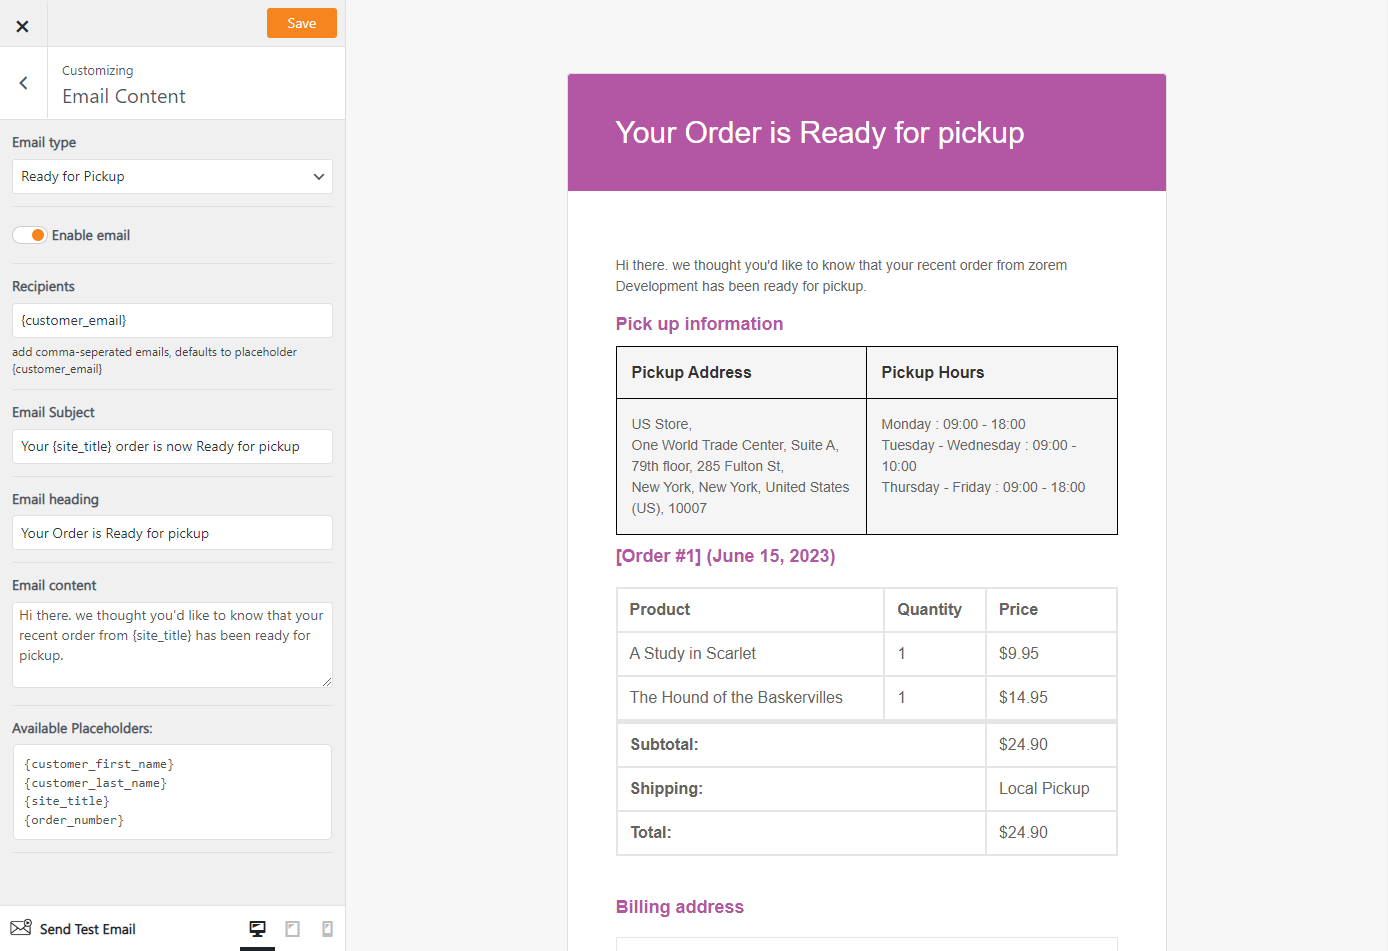 Save
Customizing
Email Content
Email type
Ready for Pickup
Enable email
Recipients
{customer_email}
add comma-seperated emails, defaults to placeholder
{customer_email}
Email Subject
Your {site_title} order is now Ready for pickup
Email heading
Your Order is Ready for pickup
Email content
Hi there. we thought you'd like to know that your
recent order from {site_title} has been ready for
pickup.
Available Placeholders:
{customer_first_name}
{customer_last_name}
{site_title}
{order_number}
Send Test Email
Your Order is Ready for pickup
Hi there. we thought you'd like to know that your recent order from zorem
Development has been ready for pickup.
Pick up information
Pickup Address
Pickup Hours
US Store,
One World Trade Center, Suite A,
79th floor, 285 Fulton St,
New York, New York, United States
(US), 10007
Monday : 09:00 - 18:00
Tuesday - Wednesday : 09:00 -
10:00
Thursday - Friday : 09:00 - 18:00
[Order #1] (June 15, 2023)
Product Quantity Price
A Study in Scarlet 1 $9.95
The Hound of the Baskervilles 1 $14.95
Subtotal: $24.90
Shipping: Local Pickup
Total: $24.90
Billing address